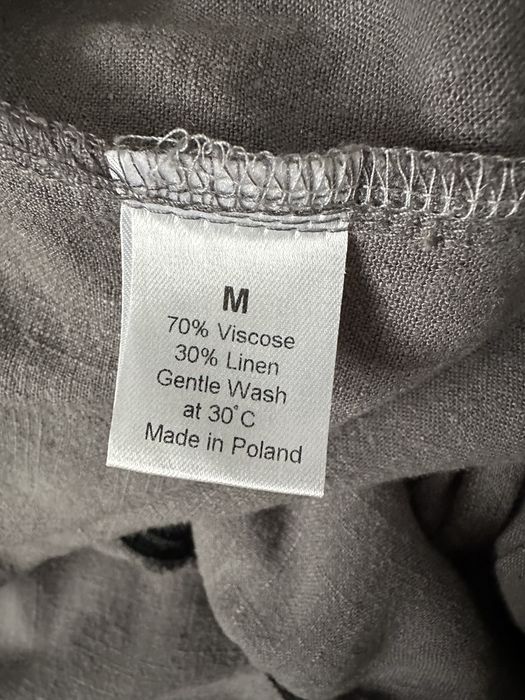 M
70% Viscose
30% Linen
Gentle Wash
at 30°C
Made in Poland